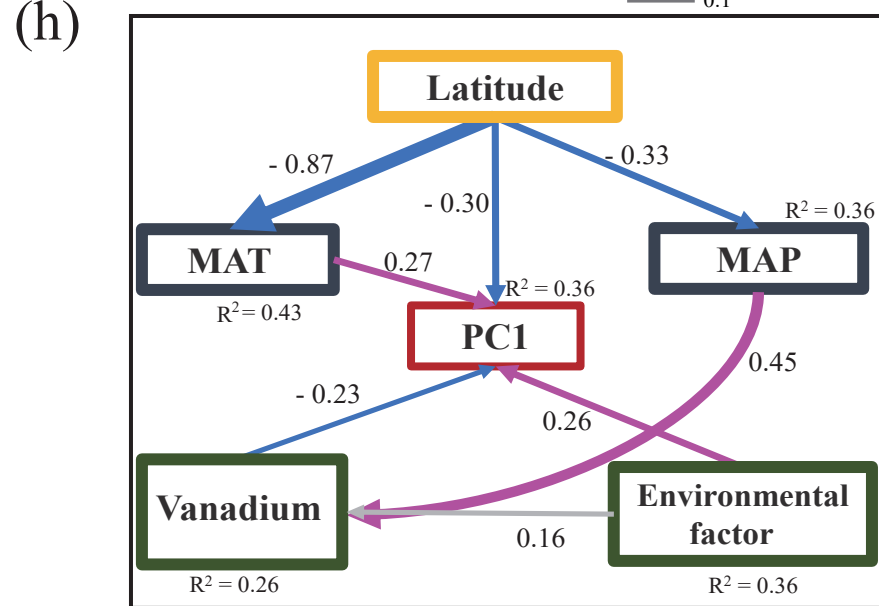 0.1
(h)
Latitude
- 0.87
- 0.33
- 0.30
R² = 0.36
MAT
0.27
MAP
R² = 0.43
R² = 0.36
PC1
0.45
- 0.23
0.26
Vanadium
Environmental
factor
0.16
R² = 0.26
R² = 0.36